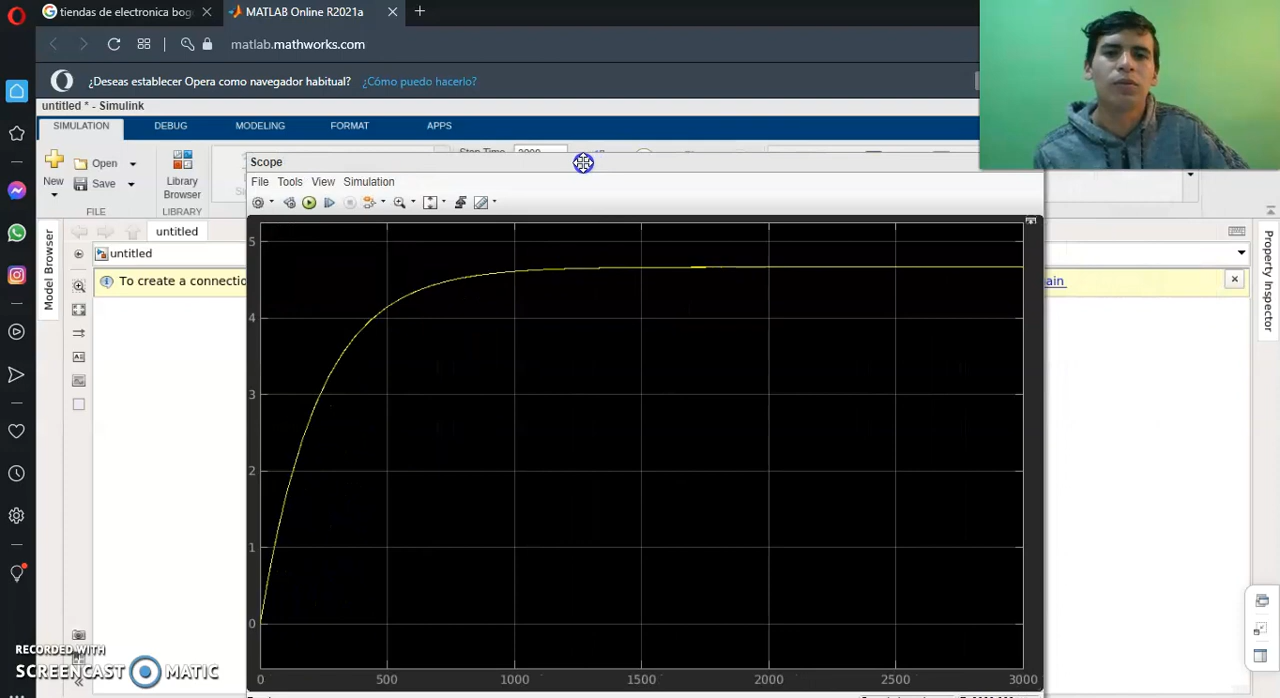 tiendas de electronica bog
MATLAB Online R2021a
matlab.mathworks.com
¿Deseas establecer Opera como navegador habitual? ¿Cómo puedo hacerlo?
untitled * - Simulink
SIMULATION DEBUG MODELING FORMAT APPS
Stop Time
Open
Save
New
Library
Browser
FILE
LIBRARY
Scope
File Tools View Simulation
Model Browser
untitled
untitled
To create a connectio
ain
Property Inspector
5
4
3
2
1
0
0 500 1000 1500 2000 2500 3000
RECORDED WITH
SCREENCAST MATIC